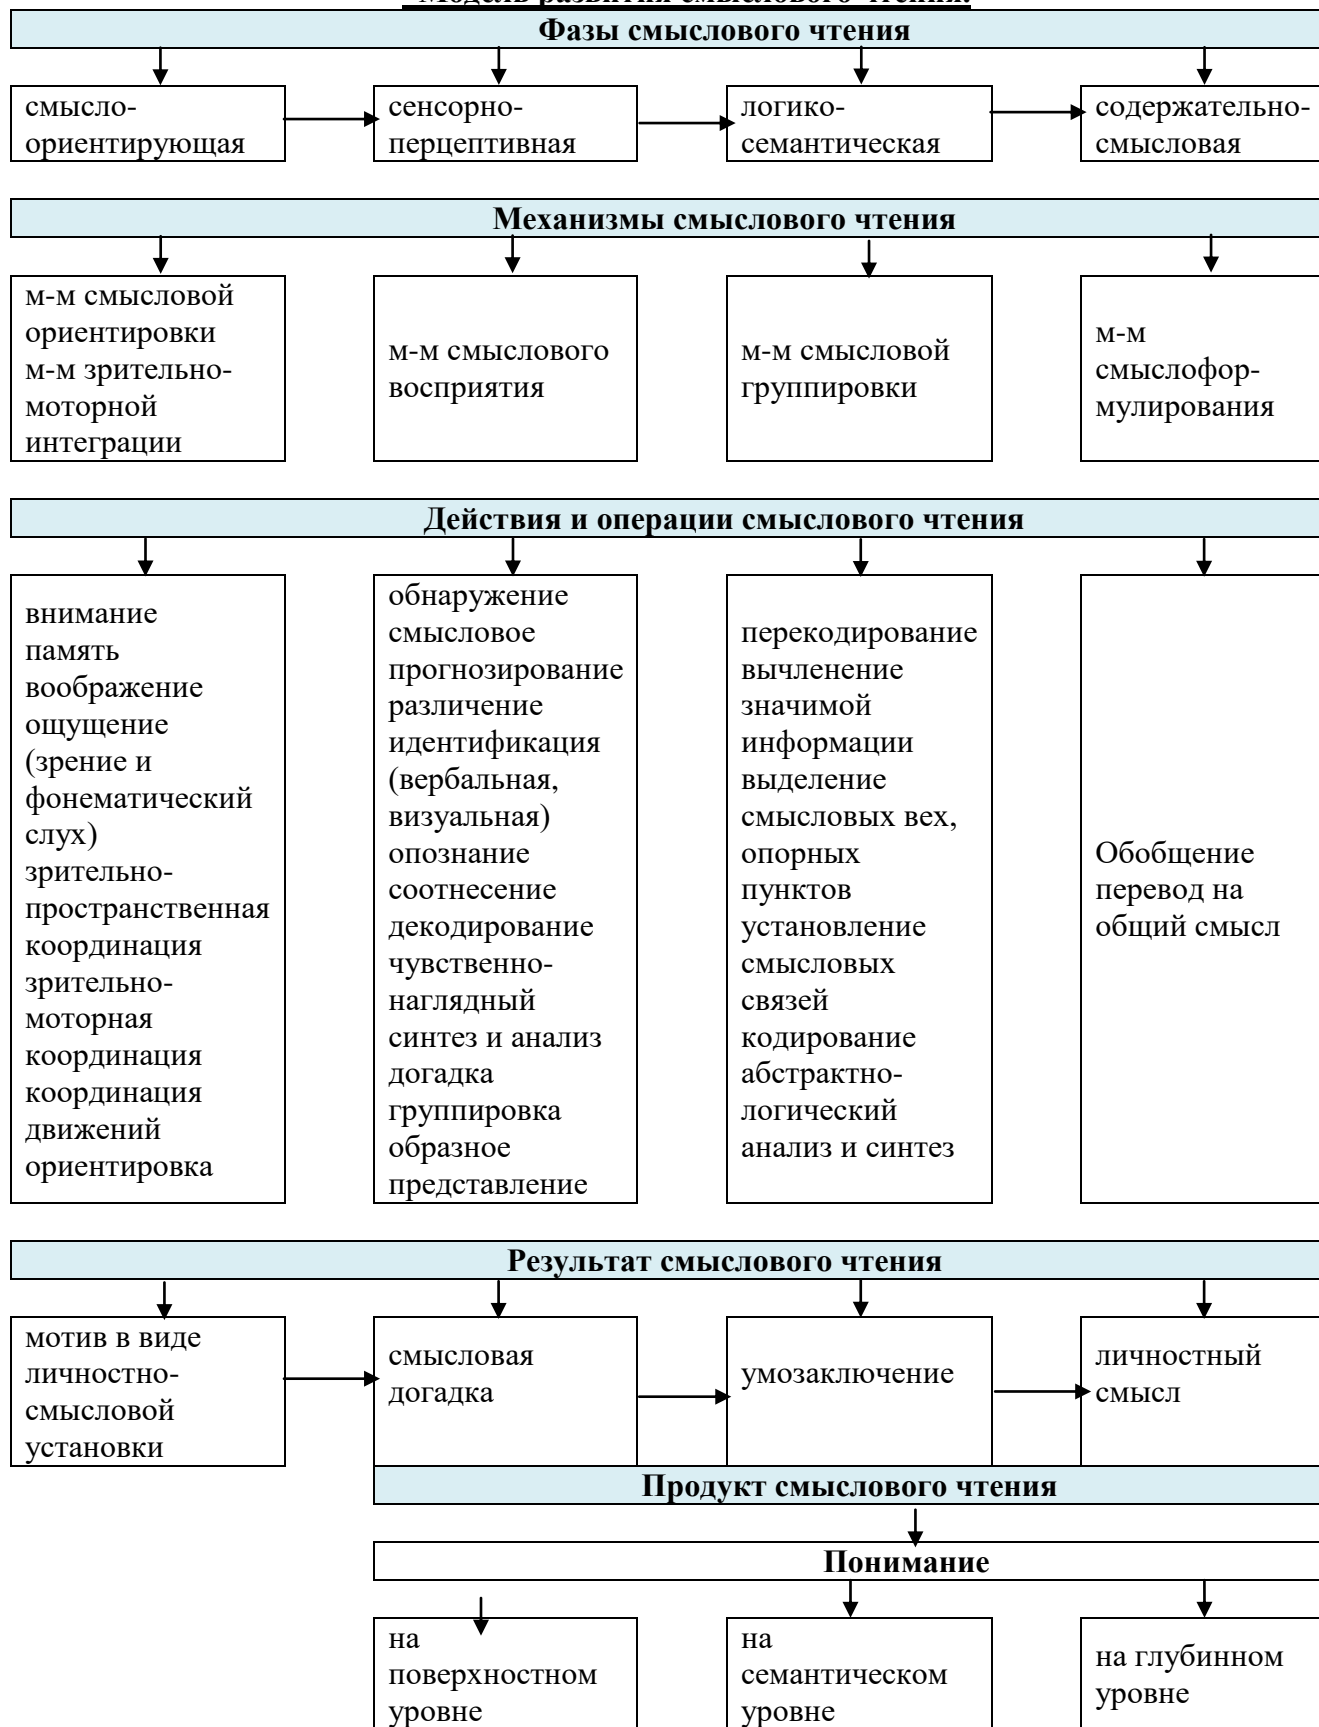 Модель развития смыслового чтения.
Фазы смыслового чтения
смысло-
ориентирующая
сенсорно-
перцептивная
логико-
семантическая
содержательно-
смысловая
Механизмы смыслового чтения
м-м смысловой
ориентировки
м-м зрительно-
моторной
интеграции
м-м смыслового
восприятия
м-м смысловой
группировки
м-м
смыслофор-
мулирования
Действия и операции смыслового чтения
внимание
память
воображение
ощущение
(зрение и
фонематический
слух)
зрительно-
пространственная
координация
зрительно-
моторная
координация
координация
движений
ориентировка
обнаружение
смысловое
прогнозирование
различение
идентификация
(вербальная,
визуальная)
опознание
соотнесение
декодирование
чувственно-
наглядный
синтез и анализ
догадка
группировка
образное
представление
перекодирование
вычленение
значимой
информации
выделение
смысловых вех,
опорных
пунктов
установление
смысловых
связей
кодирование
абстрактно-
логический
анализ и синтез
Обобщение
перевод на
общий смысл
Результат смыслового чтения
мотив в виде
личностно-
смысловой
установки
смысловая
догадка
умозаключение
личностный
смысл
Продукт смыслового чтения
Понимание
на
поверхностном
уровне
на
семантическом
уровне
на глубинном
уровне